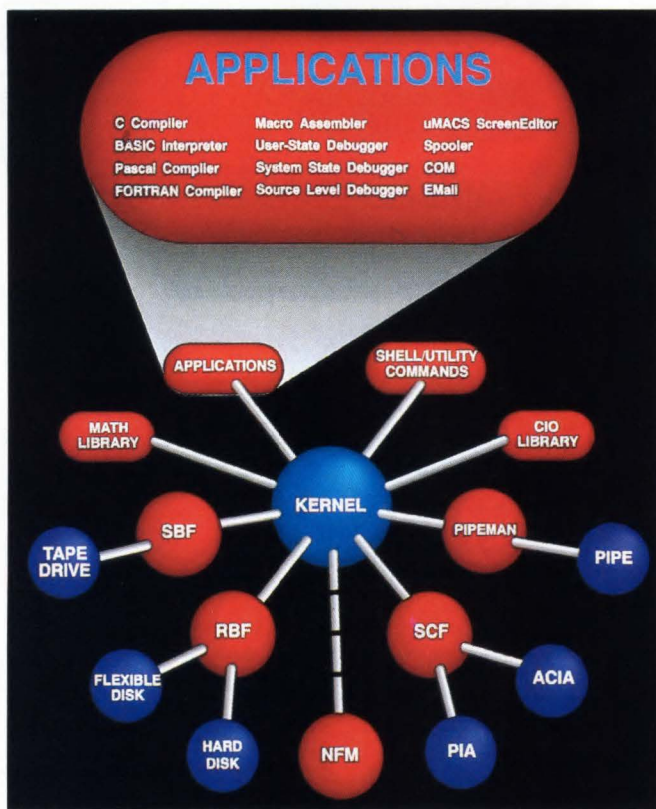 APPLICATIONS
C Compiler Macro Assembler uMACS ScreenEditor
BASIC Interpreter User-State Debugger Spooler
Pascal Compiler System State Debugger COM
FORTRAN Compiler Source Level Debugger EMail
APPLICATIONS
SHELL/UTILITY
COMMANDS
MATH
LIBRARY
CIO
LIBRARY
KERNEL
SBF
PIPEMAN
TAPE
DRIVE
PIPE
RBF
SCF
FLEXIBLE
DISK
ACIA
HARD
DISK
NFM
PIA